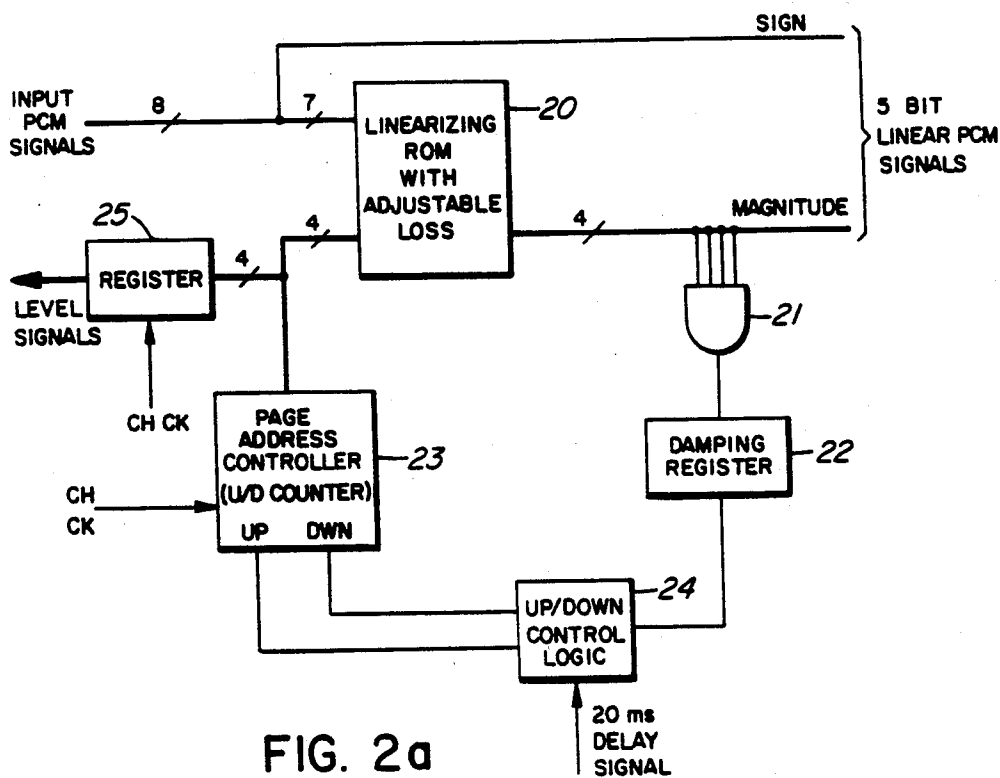 SIGN
INPUT
PCM
SIGNALS
8
7
LINEARIZING
ROM
WITH
ADJUSTABLE
LOSS
20
5 BIT
LINEAR PCM
SIGNALS
MAGNITUDE
4
4
25
REGISTER
4
LEVEL
SIGNALS
CH CK
21
PAGE
ADDRESS
CONTROLLER
(U/D COUNTER)
UP DWN
23
CH
CK
DAMPING
REGISTER
22
UP/DOWN
CONTROL
LOGIC
24
20 ms
DELAY
SIGNAL
FIG. 2a